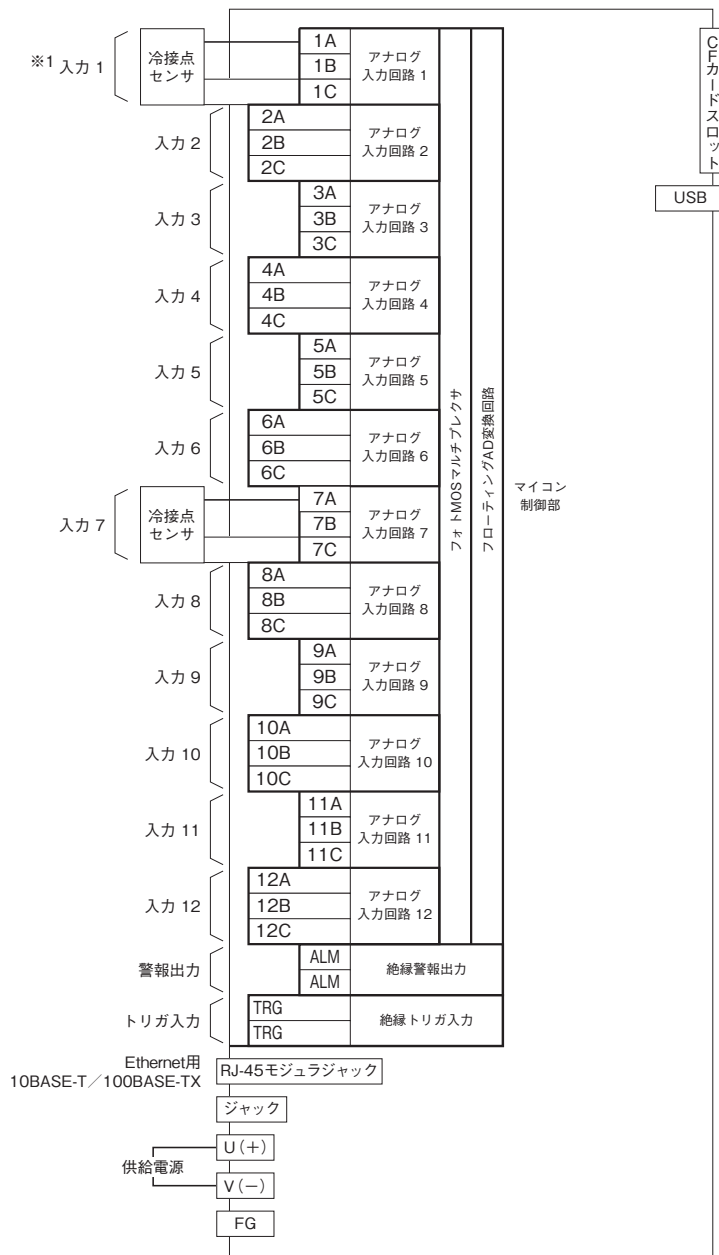 ※1 入力 1
冷接点
センサ
1A
1B
1C
アナログ
入力回路 1
入力 2
2A
2B
2C
アナログ
入力回路 2
入力 3
3A
3B
3C
アナログ
入力回路 3
入力 4
4A
4B
4C
アナログ
入力回路 4
入力 5
5A
5B
5C
アナログ
入力回路 5
入力 6
6A
6B
6C
アナログ
入力回路 6
入力 7
冷接点
センサ
7A
7B
7C
アナログ
入力回路 7
入力 8
8A
8B
8C
アナログ
入力回路 8
入力 9
9A
9B
9C
アナログ
入力回路 9
入力 10
10A
10B
10C
アナログ
入力回路 10
入力 11
11A
11B
11C
アナログ
入力回路 11
入力 12
12A
12B
12C
アナログ
入力回路 12
フォトMOSマルチプレクサ
フローティングAD変換回路
マイコン
制御部
CFカードスロット
USB
警報出力
ALM
ALM
絶縁警報出力
トリガ入力
TRG
TRG
絶縁トリガ入力
Ethernet用
10BASE-T／100BASE-TX
RJ-45モジュラジャック
ジャック
供給電源
U（+）
V（−）
FG